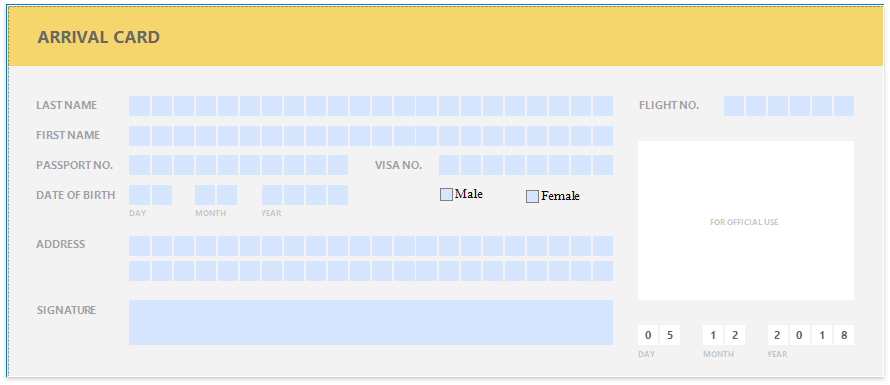 ARRIVAL CARD
LAST NAME
FLIGHT NO.
FIRST NAME
PASSPORT NO.
VISA NO.
DATE OF BIRTH
Male
Female
DAY
MONTH
YEAR
FOR OFFICIAL USE
ADDRESS
SIGNATURE
0 5 1 2 2 0 1 8
DAY
MONTH
YEAR